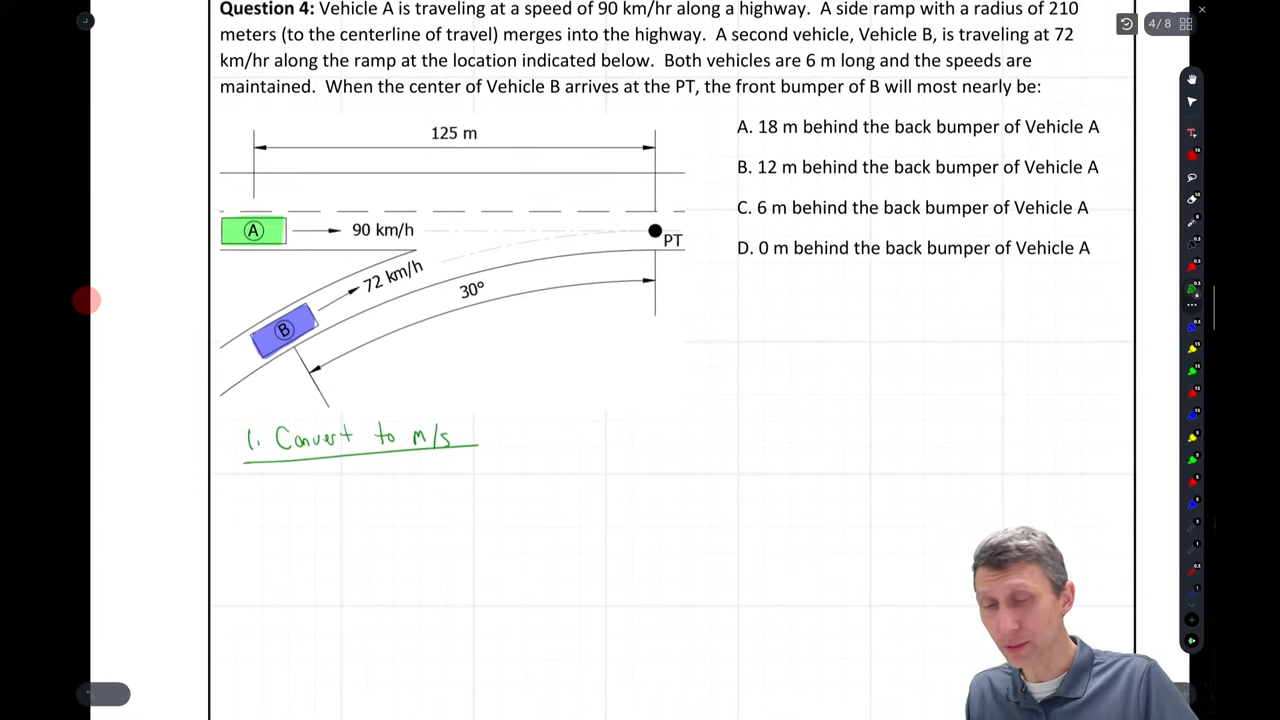 Question 4: Vehicle A is traveling at a speed of 90 km/hr along a highway. A side ramp with a radius of 210
meters (to the centerline of travel) merges into the highway. A second vehicle, Vehicle B, is traveling at 72
km/hr along the ramp at the location indicated below. Both vehicles are 6 m long and the speeds are
maintained. When the center of Vehicle B arrives at the PT, the front bumper of B will most nearly be:
4/8
125 m
A. 18 m behind the back bumper of Vehicle A
B. 12 m behind the back bumper of Vehicle A
C. 6 m behind the back bumper of Vehicle A
D. 0 m behind the back bumper of Vehicle A
A
90 km/h
PT
72 km/h
30°
B
1. Convert to m/s